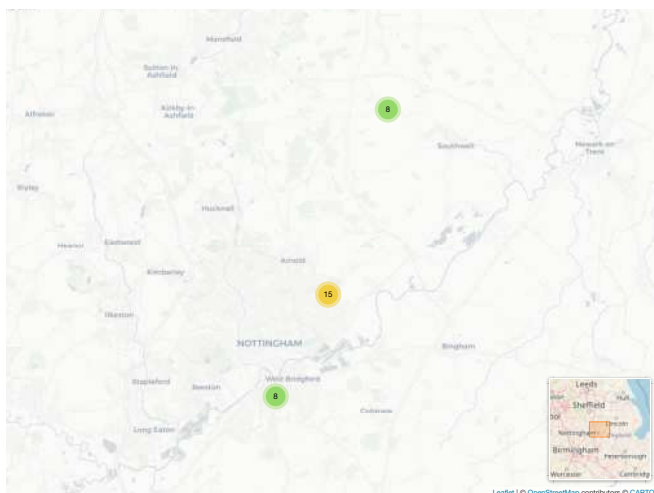 Mansfield
Sutton in
Ashfield
Kirkby-in-
Ashfield
Alfreton
8
Southwell
Newark-on-
Trent
Ripley
Hucknall
Heanor
Eastwood
Arnold
Kimberley
15
Ilkeston
NOTTINGHAM
Bingham
Stapleford
Beeston
West Bridgford
8
Cotgrave
Long Eaton
Leeds
Hull
Sheffield
Lincoln
Nottingham
England
Birmingham
Peterborough
Worcester
Cambridg
Leaflet | © OpenStreetMap contributors © CARTO